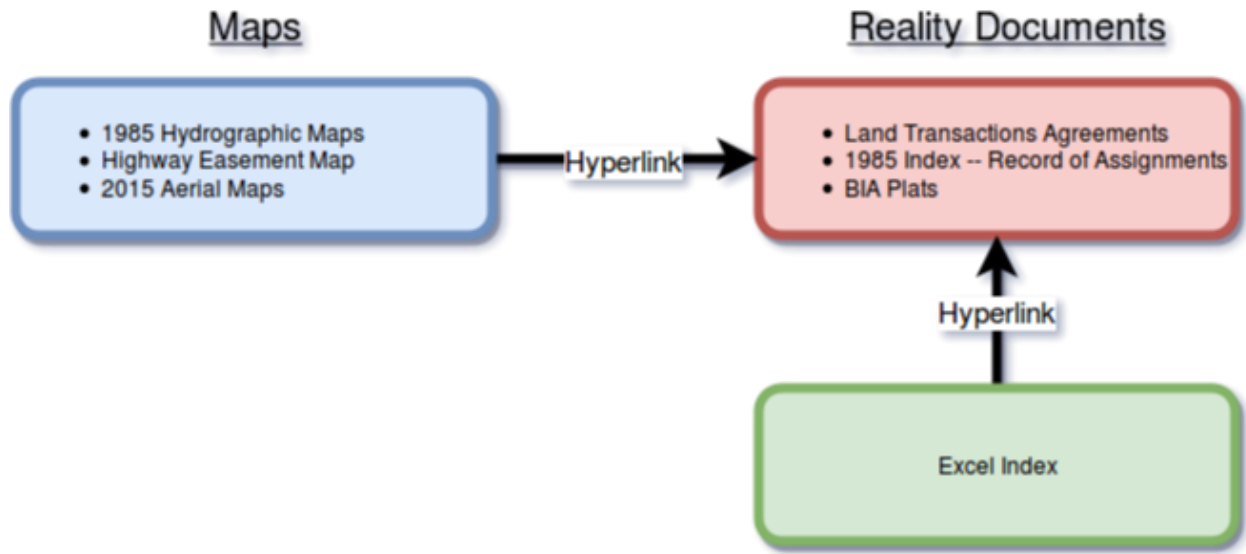 Maps
Reality Documents
• 1985 Hydrographic Maps
• Highway Easement Map
• 2015 Aerial Maps
Hyperlink
• Land Transactions Agreements
• 1985 Index -- Record of Assignments
• BIA Plats
Hyperlink
Excel Index